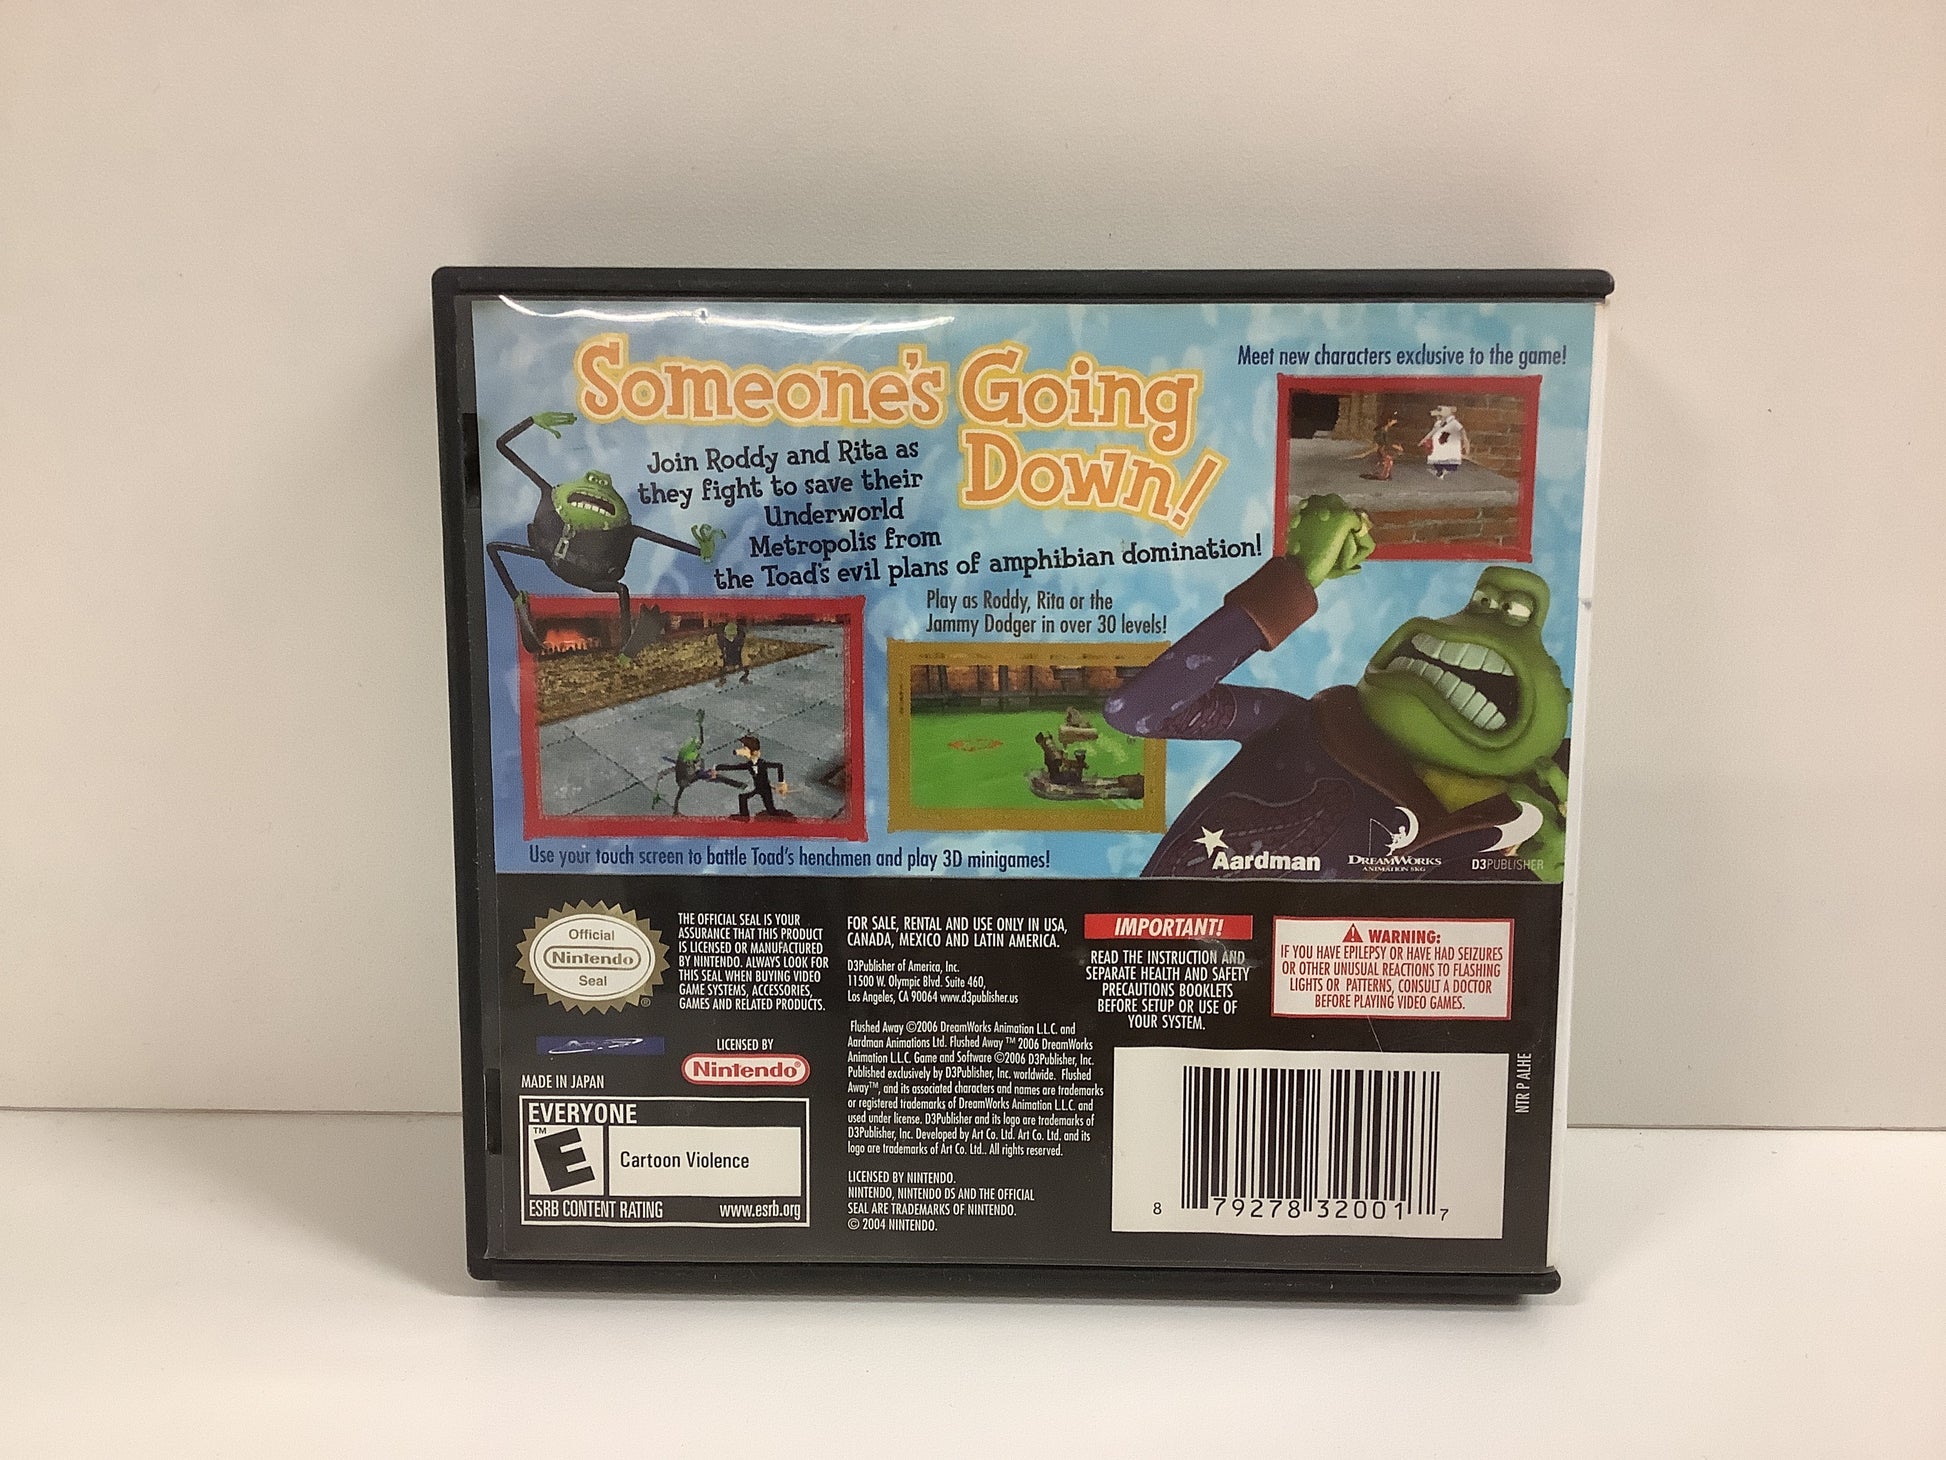 Someone's Going
Down!
Meet new characters exclusive to the game!
Join Roddy and Rita as
they fight to save their
Underworld
Metropolis from
the Toad's evil plans of amphibian domination!
Play as Roddy, Rita or the
Jammy Dodger in over 30 levels!
Use your touch screen to battle Toad's henchmen and play 3D minigames!
Aardman
DREAMWORKS
ANIMATION SKG
D3PUBLISHER
Official
Nintendo
Seal
®
THE OFFICIAL SEAL IS YOUR
ASSURANCE THAT THIS PRODUCT
IS LICENSED OR MANUFACTURED
BY NINTENDO. ALWAYS LOOK FOR
THIS SEAL WHEN BUYING VIDEO
GAME SYSTEMS, ACCESSORIES,
GAMES AND RELATED PRODUCTS.
FOR SALE, RENTAL AND USE ONLY IN USA,
CANADA, MEXICO AND LATIN AMERICA.
D3Publisher of America, Inc.
11500 W. Olympic Blvd. Suite 460,
Los Angeles, CA 90064 www.d3publisher.us
IMPORTANT!
READ THE INSTRUCTION AND
SEPARATE HEALTH AND SAFETY
PRECAUTIONS BOOKLETS
BEFORE SETUP OR USE OF
YOUR SYSTEM.
WARNING:
IF YOU HAVE EPILEPSY OR HAVE HAD SEIZURES
OR OTHER UNUSUAL REACTIONS TO FLASHING
LIGHTS OR PATTERNS, CONSULT A DOCTOR
BEFORE PLAYING VIDEO GAMES.
LICENSED BY
Nintendo®
MADE IN JAPAN
EVERYONE
E™
Cartoon Violence
ESRB CONTENT RATING www.esrb.org
Flushed Away ©2006 DreamWorks Animation L.L.C. and
Aardman Animations Ltd. Flushed Away ™ 2006 DreamWorks
Animation L.L.C. Game and Software ©2006 D3Publisher, Inc.
Published exclusively by D3Publisher, Inc. worldwide. Flushed
Away™, and its associated characters and names are trademarks
or registered trademarks of DreamWorks Animation L.L.C. and
used under license. D3Publisher and its logo are trademarks of
D3Publisher, Inc. Developed by Art Co. Ltd. Art Co. Ltd. and its
logo are trademarks of Art Co. Ltd.. All rights reserved.
LICENSED BY NINTENDO.
NINTENDO, NINTENDO DS AND THE OFFICIAL
SEAL ARE TRADEMARKS OF NINTENDO.
© 2004 NINTENDO.
8 79278 32001 7
NTR P ALHE